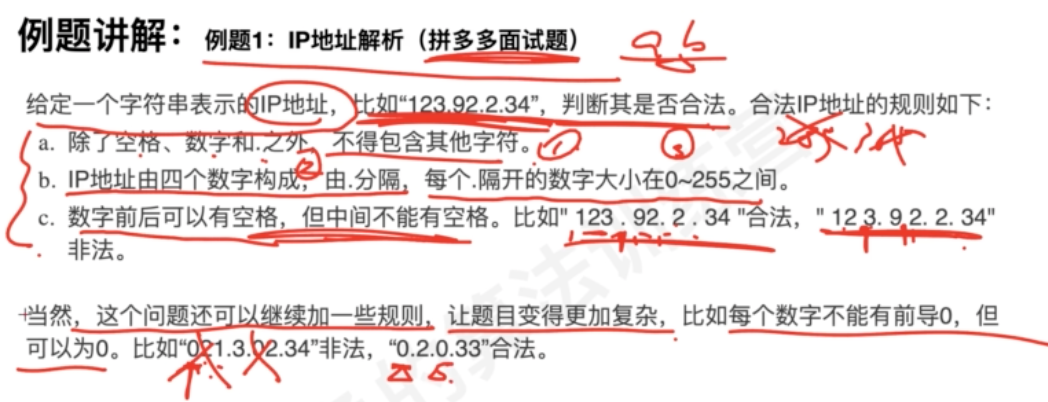 例题讲解：例题1：IP地址解析（拼多多面试题）
a b
给定一个字符串表示的IP地址，比如“123.92.2.34”，判断其是否合法。合法IP地址的规则如下：
a. 除了空格、数字和.之外，不得包含其他字符。①
② ③
b. IP地址由四个数字构成，由.分隔，每个.隔开的数字大小在0~255之间。
c. 数字前后可以有空格，但中间不能有空格。比如" 123 . 92. 2 . 34 "合法，" 12 3. 9 2. 2. 34"
非法。
当然，这个问题还可以继续加一些规则，让题目变得更加复杂，比如每个数字不能有前导0，但
可以为0。比如“021.3.02.34”非法，“0.2.0.33”合法。